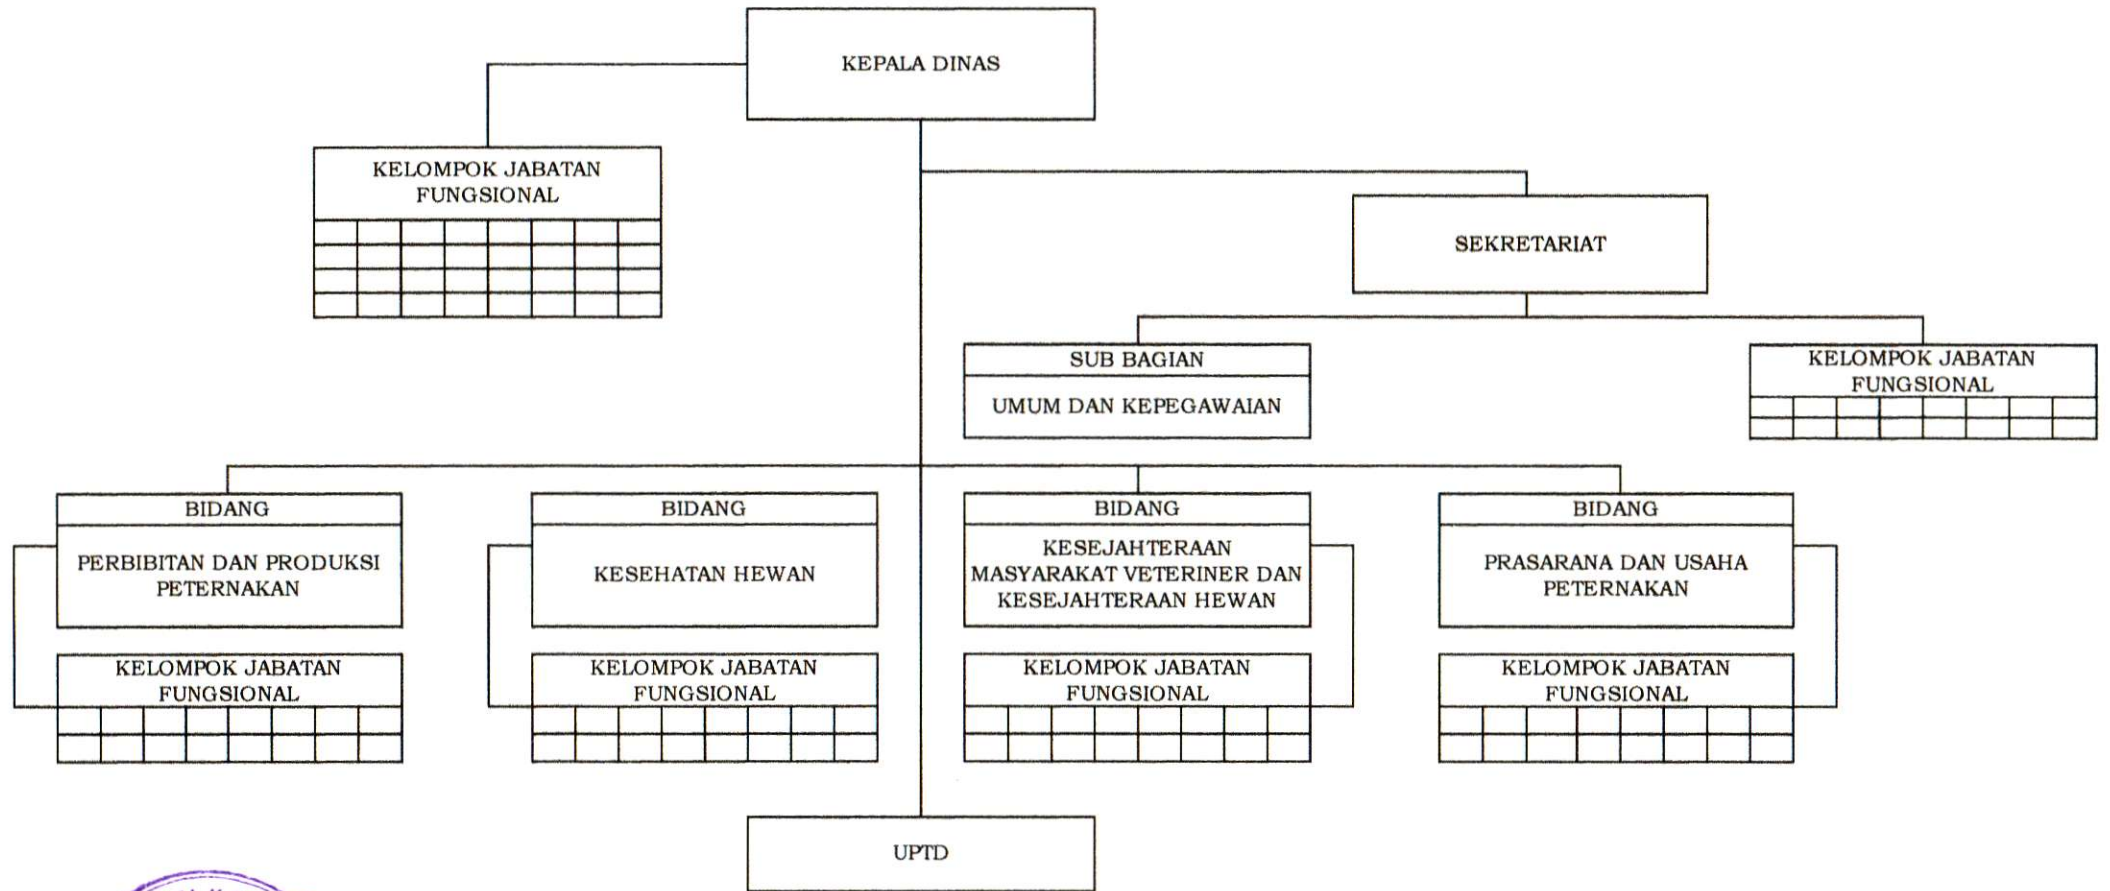 KEPALA DINAS
KELOMPOK JABATAN
FUNGSIONAL
SEKRETARIAT
SUB BAGIAN
UMUM DAN KEPEGAWAIAN
KELOMPOK JABATAN
FUNGSIONAL
BIDANG
PERBIBITAN DAN PRODUKSI
PETERNAKAN
BIDANG
KESEHATAN HEWAN
BIDANG
KESEJAHTERAAN
MASYARAKAT VETERINER DAN
KESEJAHTERAAN HEWAN
BIDANG
PRASARANA DAN USAHA
PETERNAKAN
KELOMPOK JABATAN
FUNGSIONAL
KELOMPOK JABATAN
FUNGSIONAL
KELOMPOK JABATAN
FUNGSIONAL
KELOMPOK JABATAN
FUNGSIONAL
UPTD